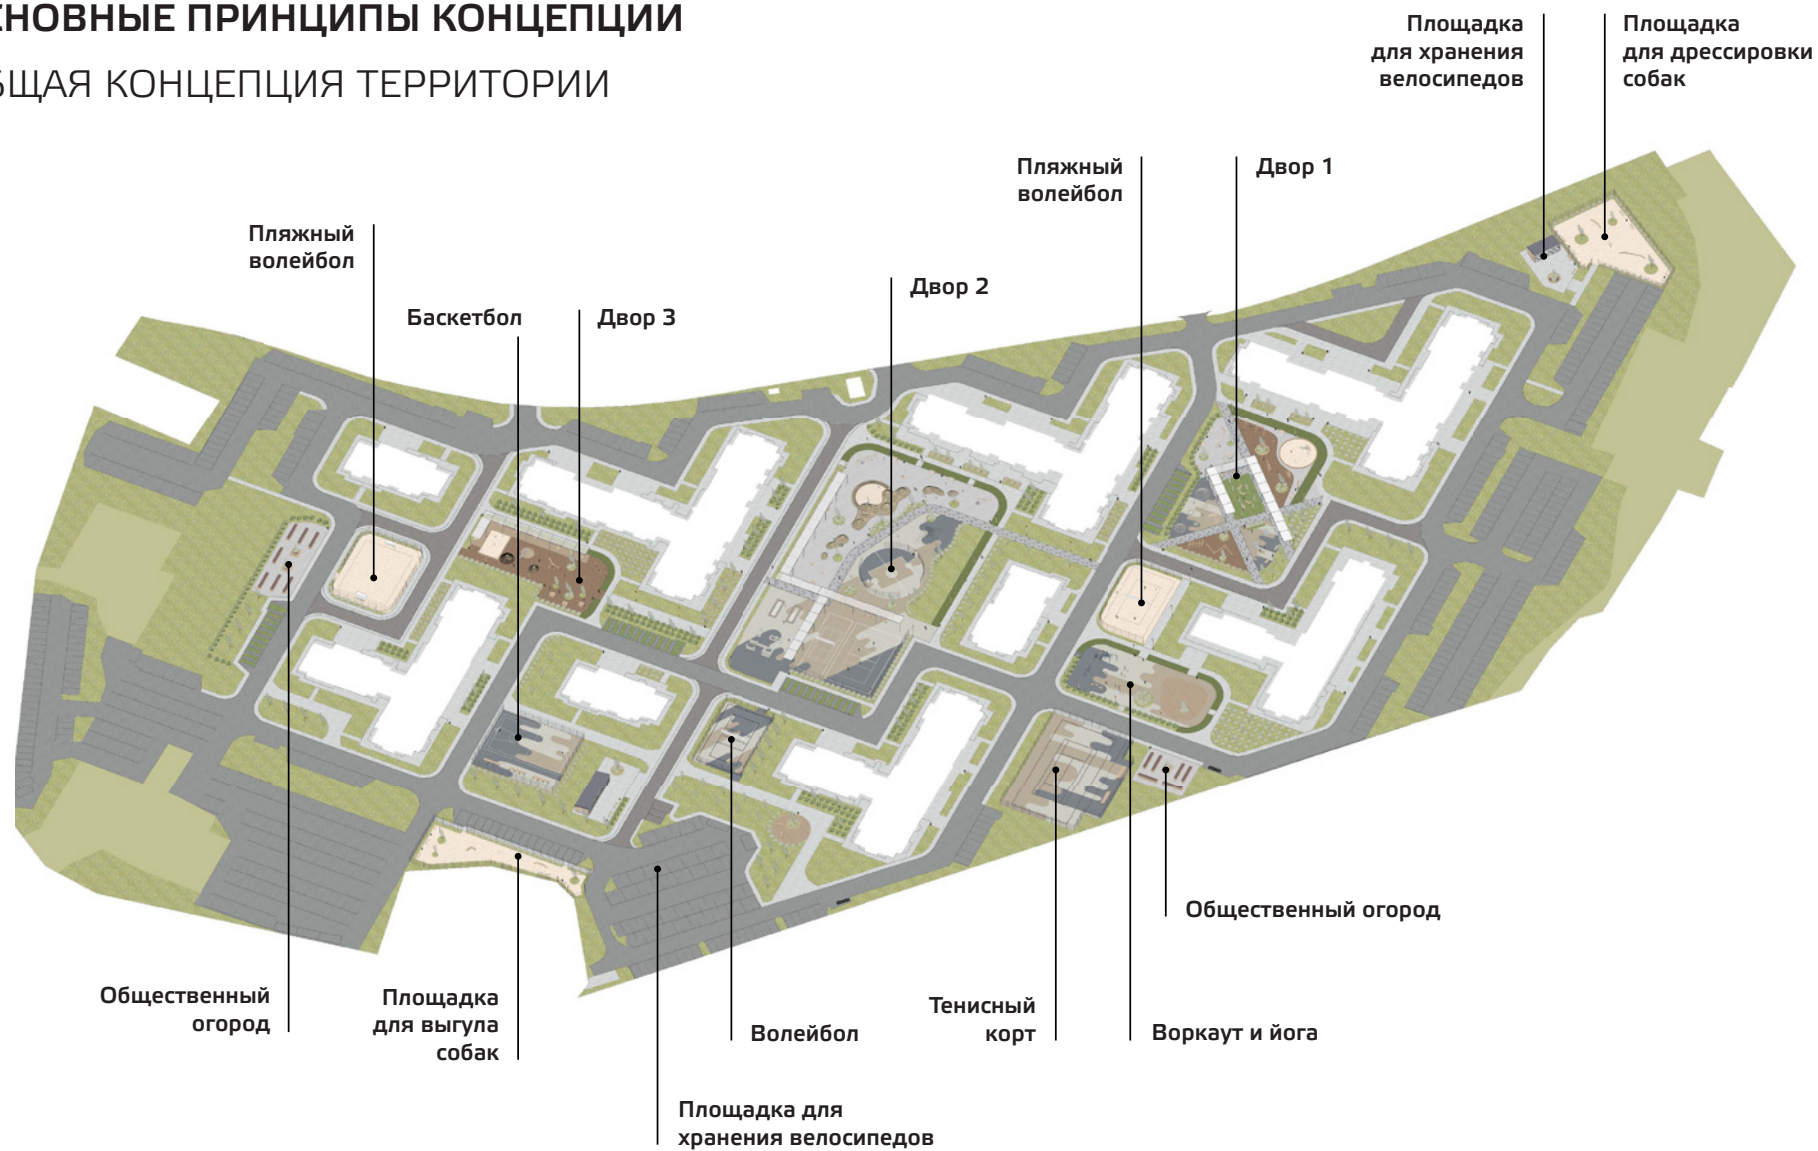 ЕНОВНЫЕ ПРИНЦИПЫ КОНЦЕПЦИИ
БЩАЯ КОНЦЕПЦИЯ ТЕРРИТОРИИ
Площадка
для хранения
велосипедов
Площадка
для дрессировки
собак
Пляжный
волейбол
Двор 1
Пляжный
волейбол
Двор 2
Баскетбол
Двор 3
Общественный огород
Общественный
огород
Площадка
для выгула
собак
Волейбол
Тенисный
корт
Воркаут и йога
Площадка для
хранения велосипедов